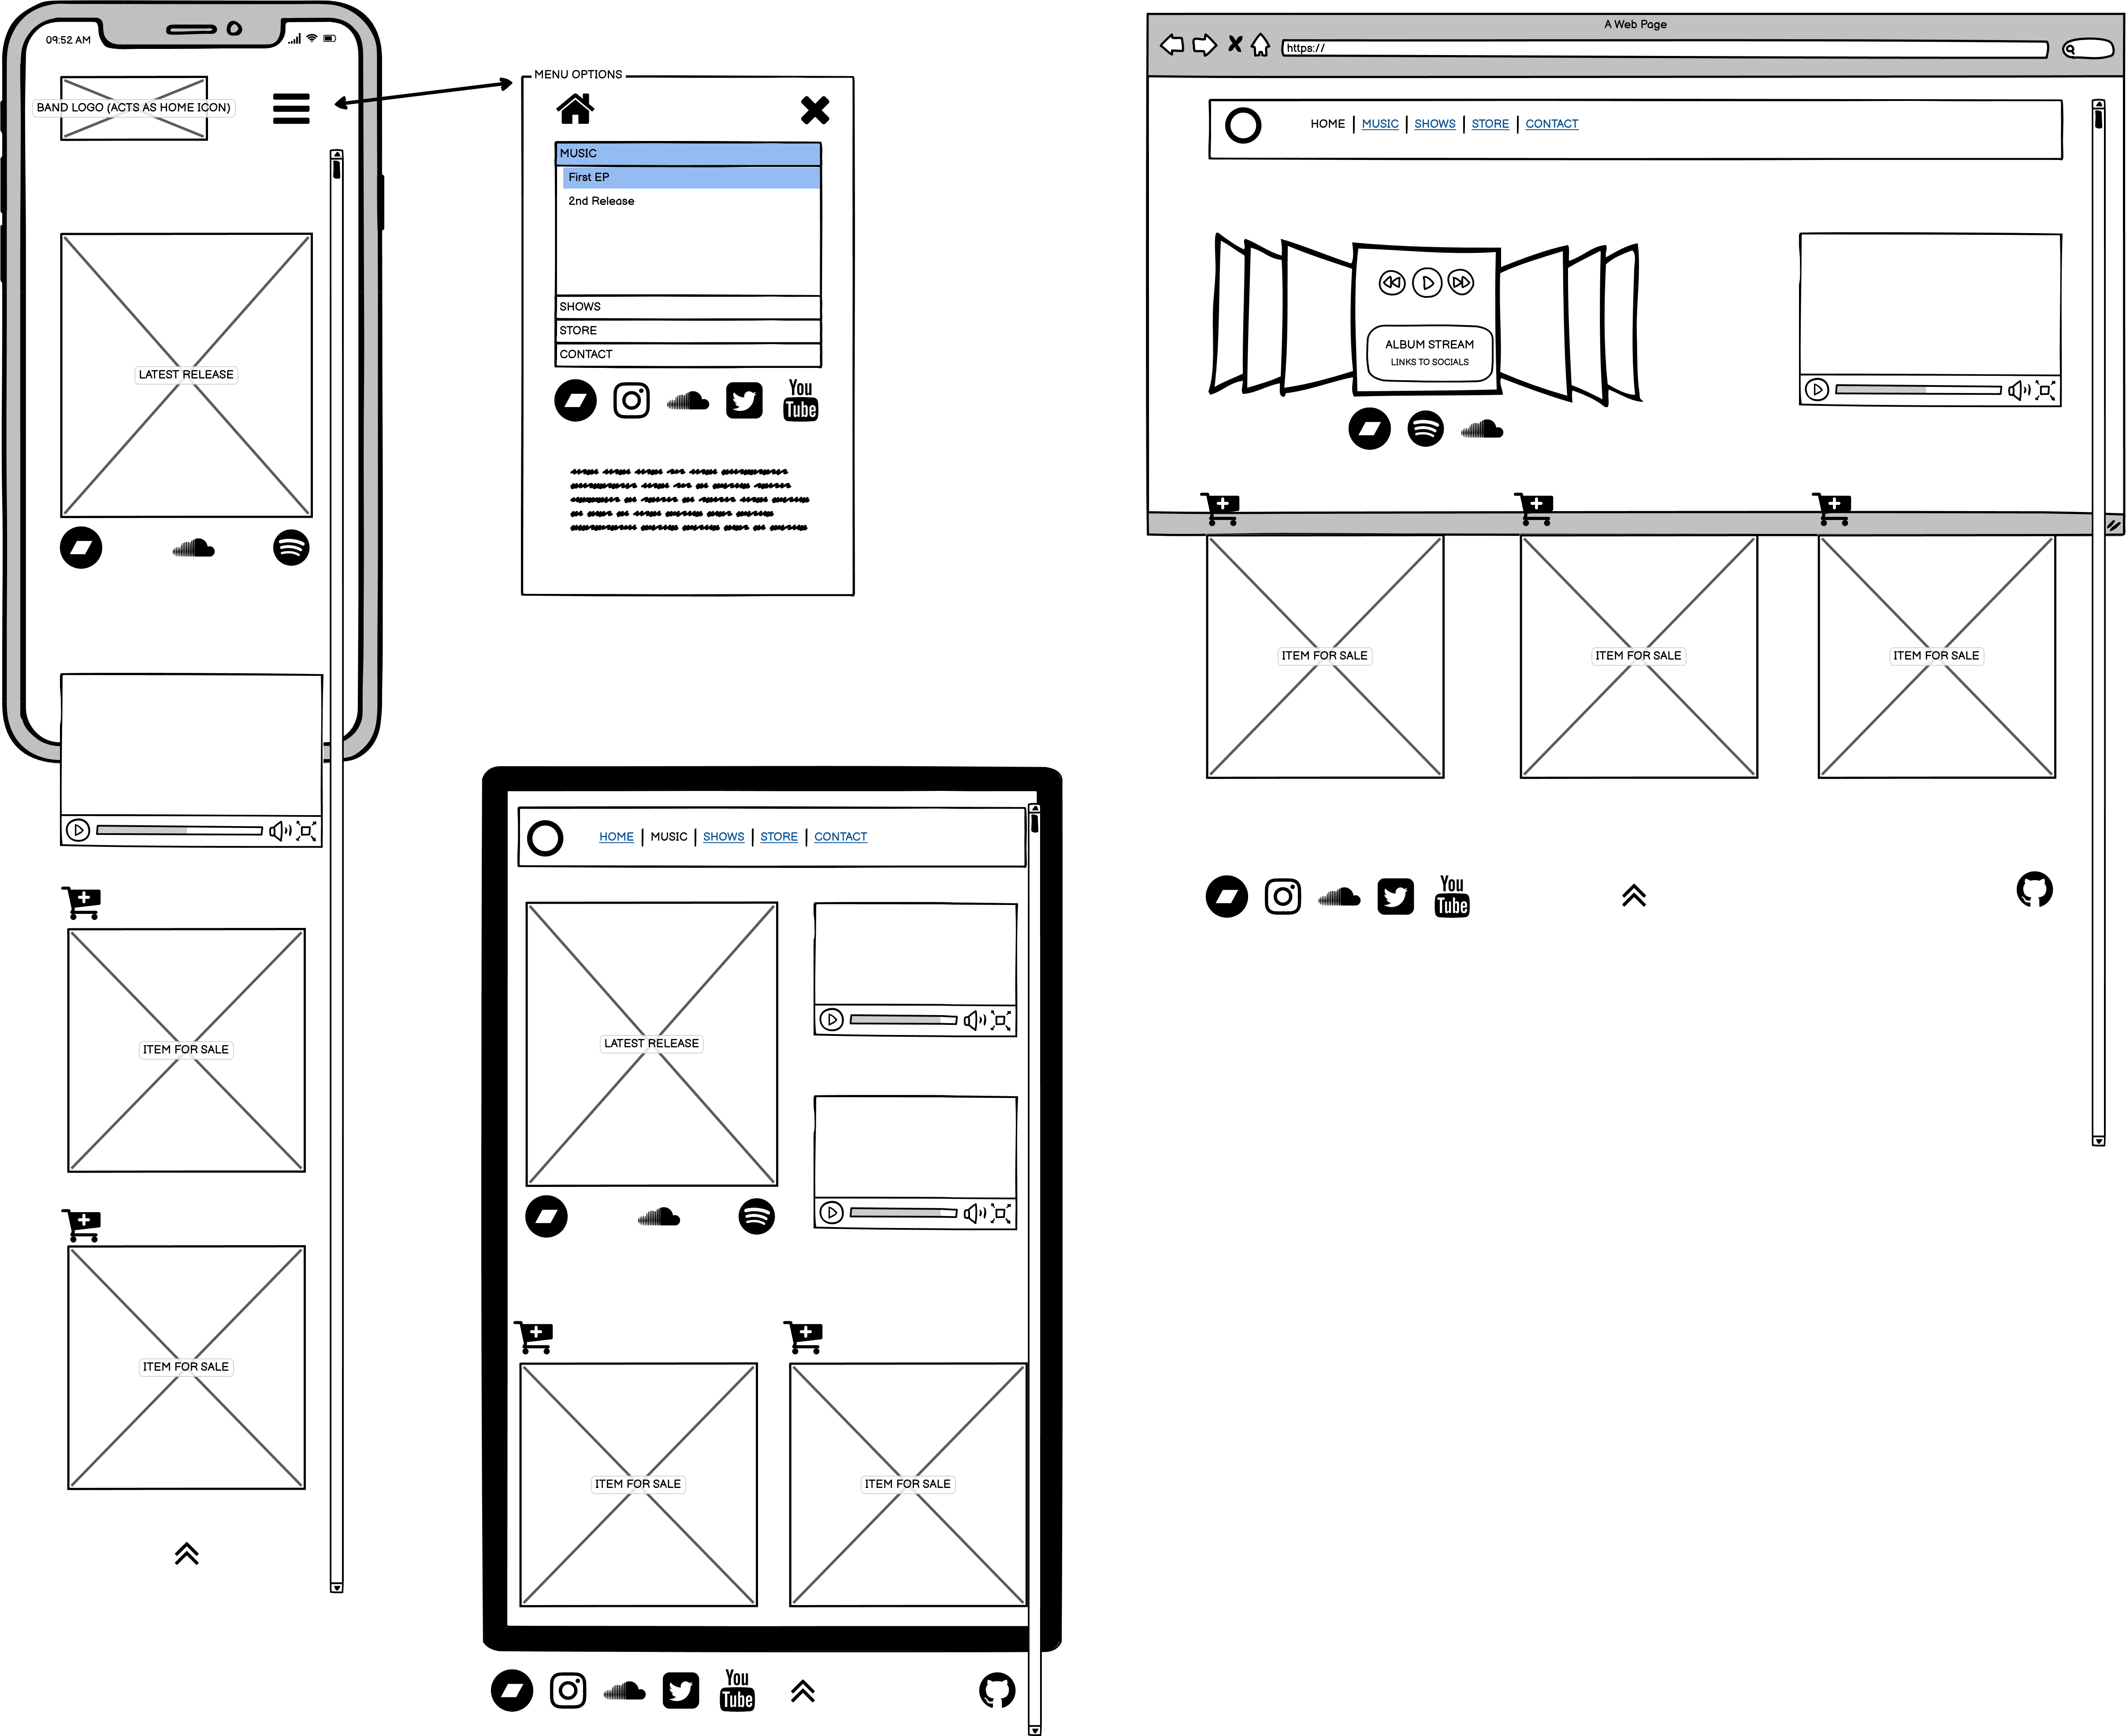 09:52 AM
BAND LOGO (ACTS AS HOME ICON)
LATEST RELEASE
ITEM FOR SALE
ITEM FOR SALE
MENU OPTIONS
MUSIC
First EP
2nd Release
SHOWS
STORE
CONTACT
You
Tube
HOME MUSIC SHOWS STORE CONTACT
LATEST RELEASE
ITEM FOR SALE ITEM FOR SALE
You
Tube
A Web Page
https://
HOME MUSIC SHOWS STORE CONTACT
ALBUM STREAM
LINKS TO SOCIALS
ITEM FOR SALE ITEM FOR SALE ITEM FOR SALE
You
Tube